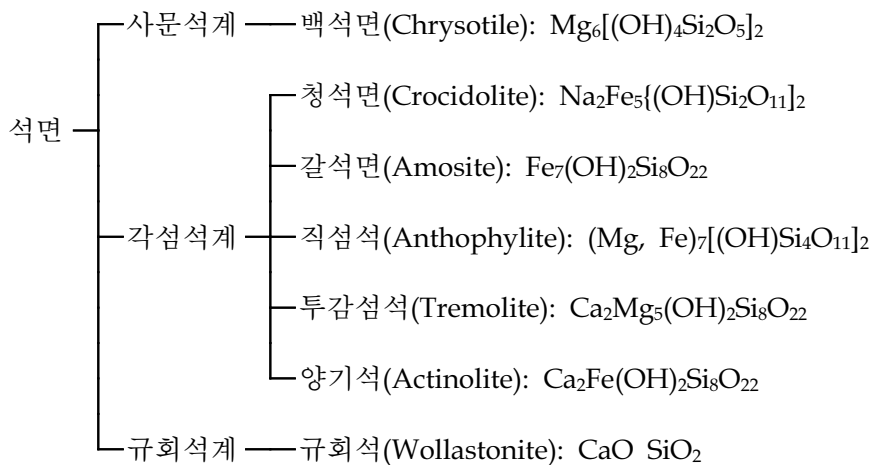 사문석계 백석면(Chrysotile): Mg₆[(OH)₄Si₂O₅]₂
청석면(Crocidolite): Na₂Fe₅{(OH)Si₂O₁₁]₂
석면
갈석면(Amosite): Fe₇(OH)₂Si₈O₂₂
각섬석계 직섬석(Anthophylite): (Mg, Fe)₇[(OH)Si₄O₁₁]₂
투감섬석(Tremolite): Ca₂Mg₅(OH)₂Si₈O₂₂
양기석(Actinolite): Ca₂Fe(OH)₂Si₈O₂₂
규회석계 규회석(Wollastonite): CaO SiO₂